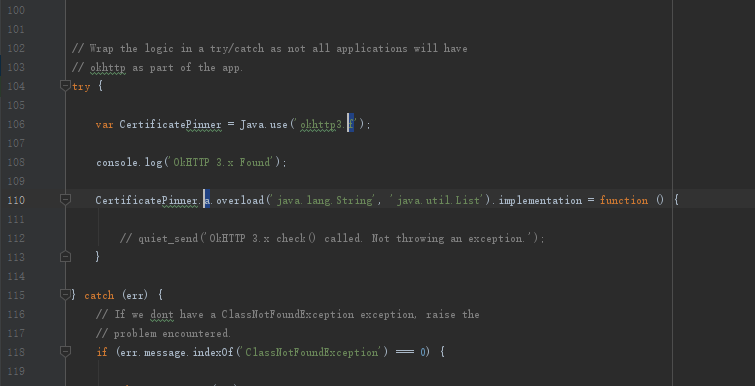 100
101
102 // Wrap the logic in a try/catch as not all applications will have
103 // okhttp as part of the app.
104 try {
105
106 var CertificatePinner = Java.use('okhttp3.f');
107
108 console.log('OkHTTP 3.x Found');
109
110 CertificatePinner.a.overload('java.lang.String', 'java.util.List').implementation = function () {
111
112 // quiet_send('OkHTTP 3.x check() called. Not throwing an exception.');
113 }
114
115 } catch (err) {
116 // If we dont have a ClassNotFoundException exception, raise the
117 // problem encountered.
118 if (err.message.indexOf('ClassNotFoundException') === 0) {
119